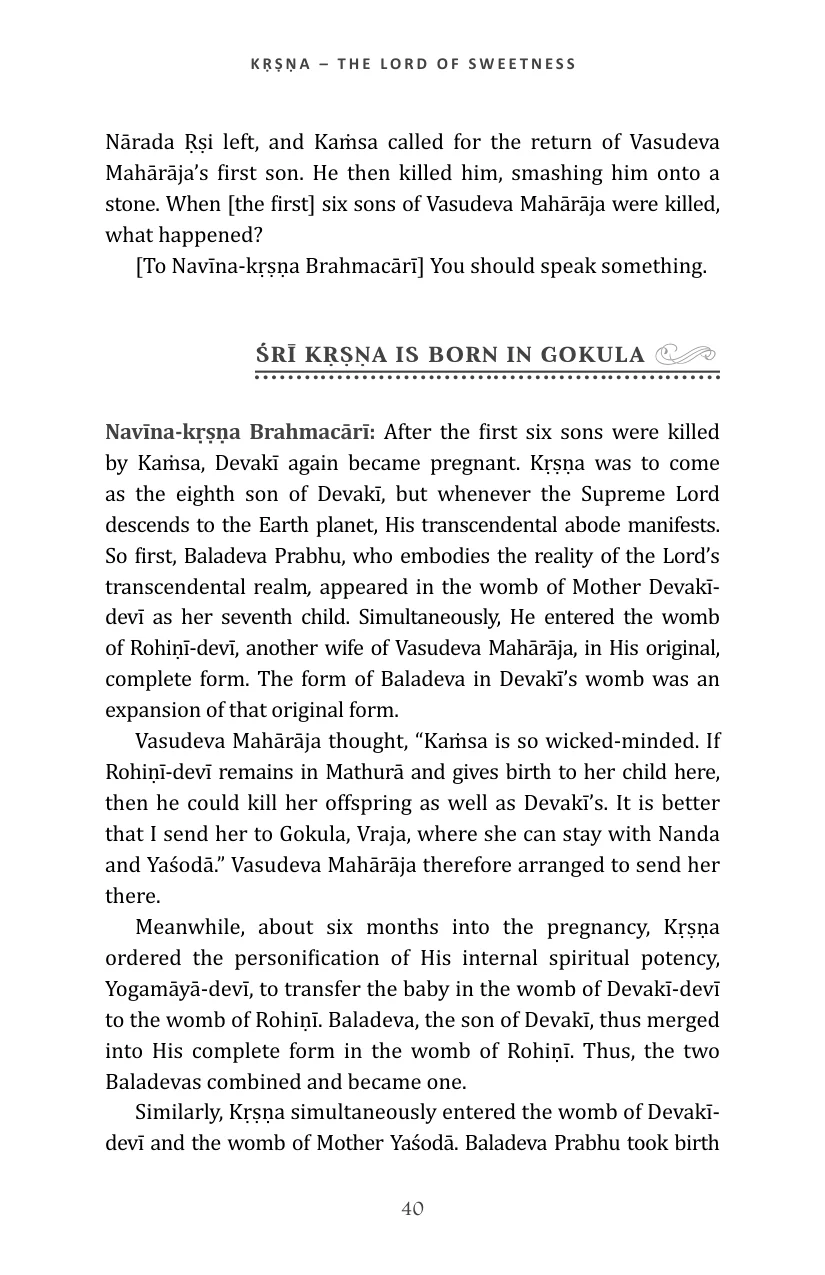 KṚṢṆA – THE LORD OF SWEETNESS
Nārada Ṛṣi left, and Kaṁsa called for the return of Vasudeva
Mahārāja’s first son. He then killed him, smashing him onto a
stone. When [the first] six sons of Vasudeva Mahārāja were killed,
what happened?
[To Navīna-kṛṣṇa Brahmacārī] You should speak something.
ŚRĪ KṚṢṆA IS BORN IN GOKULA
Navīna-kṛṣṇa Brahmacārī: After the first six sons were killed
by Kaṁsa, Devakī again became pregnant. Kṛṣṇa was to come
as the eighth son of Devakī, but whenever the Supreme Lord
descends to the Earth planet, His transcendental abode manifests.
So first, Baladeva Prabhu, who embodies the reality of the Lord’s
transcendental realm, appeared in the womb of Mother Devakī-
devī as her seventh child. Simultaneously, He entered the womb
of Rohiṇī-devī, another wife of Vasudeva Mahārāja, in His original,
complete form. The form of Baladeva in Devakī’s womb was an
expansion of that original form.
Vasudeva Mahārāja thought, “Kaṁsa is so wicked-minded. If
Rohiṇī-devī remains in Mathurā and gives birth to her child here,
then he could kill her offspring as well as Devakī’s. It is better
that I send her to Gokula, Vraja, where she can stay with Nanda
and Yaśodā.” Vasudeva Mahārāja therefore arranged to send her
there.
Meanwhile, about six months into the pregnancy, Kṛṣṇa
ordered the personification of His internal spiritual potency,
Yogamāyā-devī, to transfer the baby in the womb of Devakī-devī
to the womb of Rohiṇī. Baladeva, the son of Devakī, thus merged
into His complete form in the womb of Rohiṇī. Thus, the two
Baladevas combined and became one.
Similarly, Kṛṣṇa simultaneously entered the womb of Devakī-
devī and the womb of Mother Yaśodā. Baladeva Prabhu took birth
40